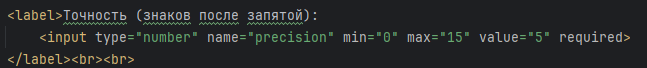 <label>Точность (знаков после запятой):
<input type="number" name="precision" min="0" max="15" value="5" required>
</label><br><br>